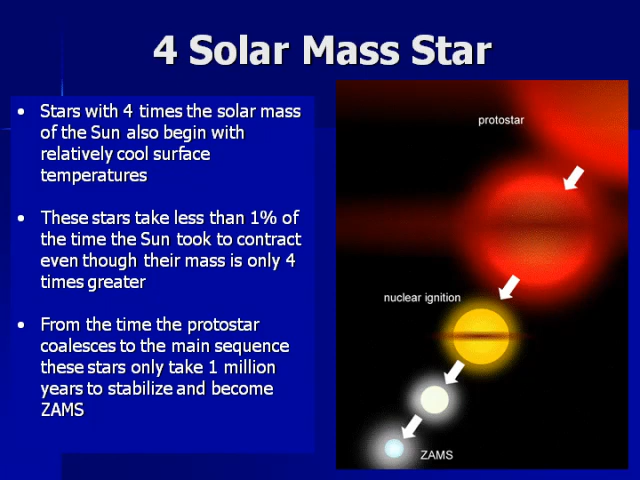 4 Solar Mass Star
• Stars with 4 times the solar mass
of the Sun also begin with
relatively cool surface
temperatures
• These stars take less than 1% of
the time the Sun took to contract
even though their mass is only 4
times greater
• From the time the protostar
coalesces to the main sequence
these stars only take 1 million
years to stabilize and become
ZAMS
protostar
nuclear ignition
ZAMS